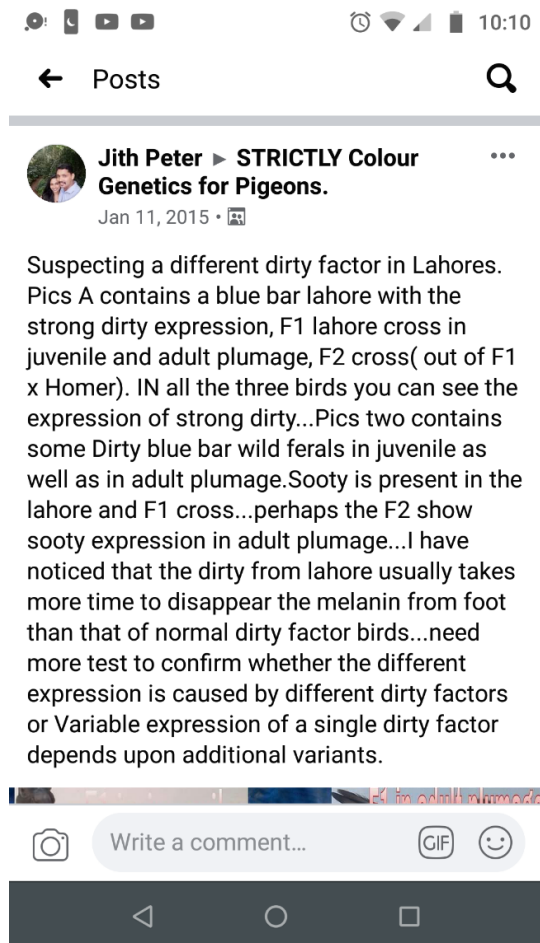 10:10
Posts
Jith Peter ▸ STRICTLY Colour
Genetics for Pigeons.
Jan 11, 2015 •
Suspecting a different dirty factor in Lahores.
Pics A contains a blue bar lahore with the
strong dirty expression, F1 lahore cross in
juvenile and adult plumage, F2 cross( out of F1
x Homer). IN all the three birds you can see the
expression of strong dirty...Pics two contains
some Dirty blue bar wild ferals in juvenile as
well as in adult plumage.Sooty is present in the
lahore and F1 cross...perhaps the F2 show
sooty expression in adult plumage...I have
noticed that the dirty from lahore usually takes
more time to disappear the melanin from foot
than that of normal dirty factor birds...need
more test to confirm whether the different
expression is caused by different dirty factors
or Variable expression of a single dirty factor
depends upon additional variants.
F1 in adult plumage
Write a comment...
GIF